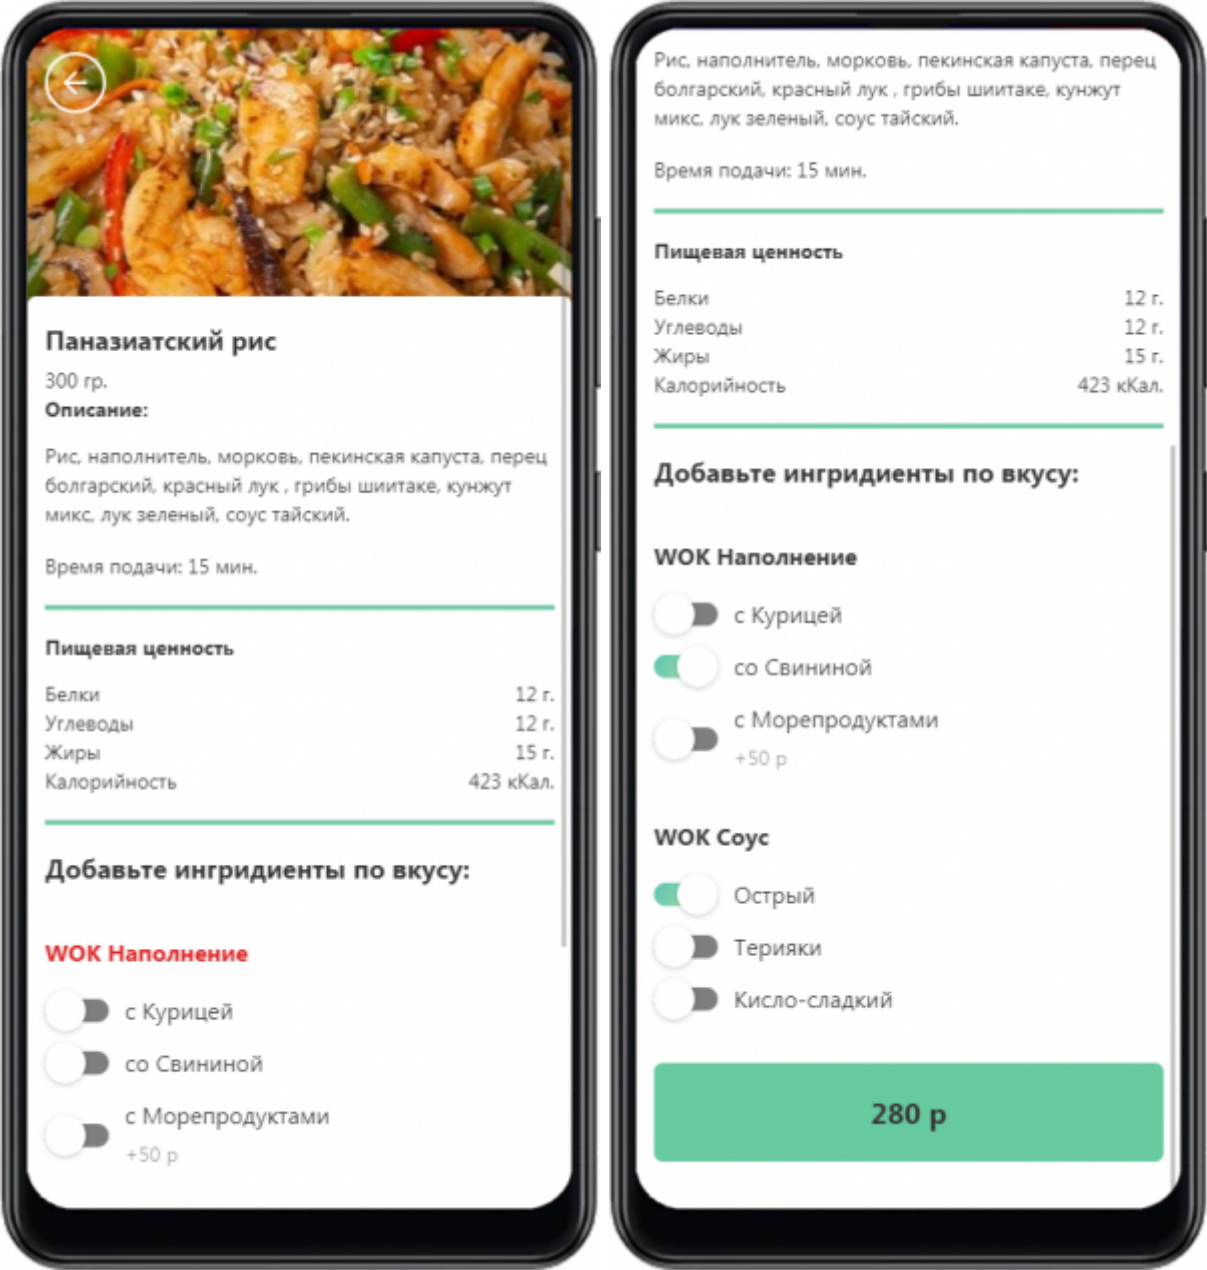 Паназиатский рис
300 гр.
Описание:
Рис, наполнитель, морковь, пекинская капуста, перец
болгарский, красный лук , грибы шиитаке, кунжут
микс, лук зеленый, соус тайский.
Время подачи: 15 мин.
Пищевая ценность
Белки 12 г.
Углеводы 12 г.
Жиры 15 г.
Калорийность 423 кКал.
Добавьте ингридиенты по вкусу:
WOK Наполнение
с Курицей
со Свининой
с Морепродуктами
+50 р
Рис, наполнитель, морковь, пекинская капуста, перец
болгарский, красный лук , грибы шиитаке, кунжут
микс, лук зеленый, соус тайский.
Время подачи: 15 мин.
Пищевая ценность
Белки 12 г.
Углеводы 12 г.
Жиры 15 г.
Калорийность 423 кКал.
Добавьте ингридиенты по вкусу:
WOK Наполнение
с Курицей
со Свининой
с Морепродуктами
+50 р
WOK Соус
Острый
Терияки
Кисло-сладкий
280 р